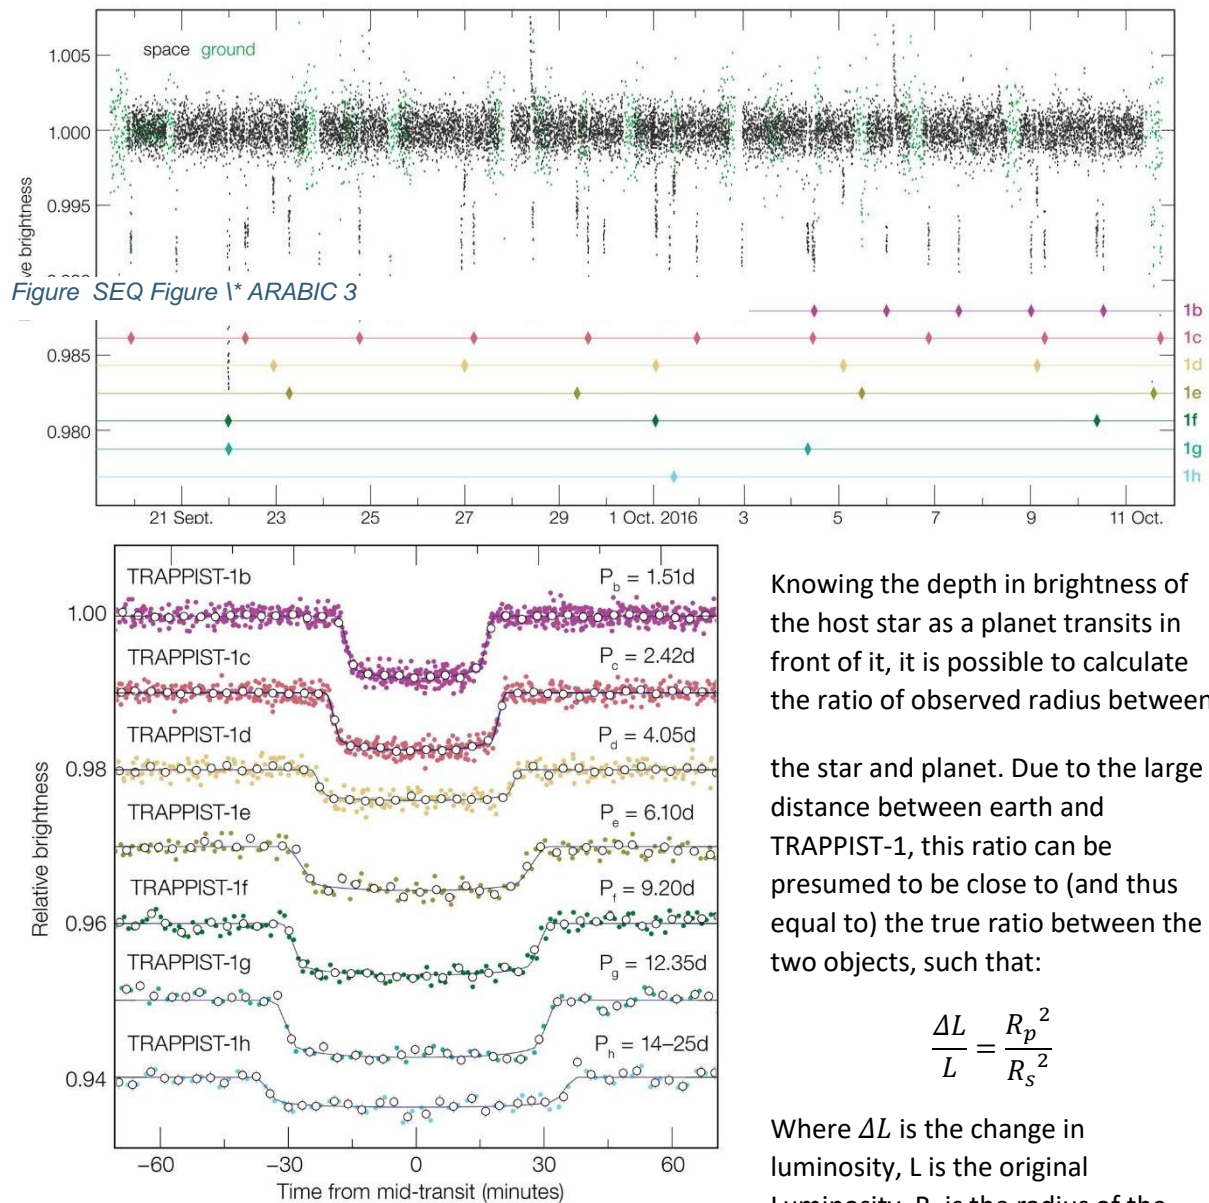 1.005
space ground
1.000
0.995
ve brightness
Figure SEQ Figure \* ARABIC 3
1b
1c
0.985
1d
1e
1f
0.980
1g
1h
21 Sept. 23 25 27 29 1 Oct. 2016 3 5 7 9 11 Oct.
TRAPPIST-1b P_b = 1.51d
1.00
TRAPPIST-1c P_c = 2.42d
TRAPPIST-1d P_d = 4.05d
0.98
TRAPPIST-1e P_e = 6.10d
TRAPPIST-1f P_f = 9.20d
0.96
TRAPPIST-1g P_g = 12.35d
TRAPPIST-1h P_h = 14–25d
0.94
Relative brightness
−60 −30 0 30 60
Time from mid-transit (minutes)
Knowing the depth in brightness of
the host star as a planet transits in
front of it, it is possible to calculate
the ratio of observed radius between
the star and planet. Due to the large
distance between earth and
TRAPPIST-1, this ratio can be
presumed to be close to (and thus
equal to) the true ratio between the
two objects, such that:
ΔL/L = R_p²/R_s²
Where ΔL is the change in
luminosity, L is the original